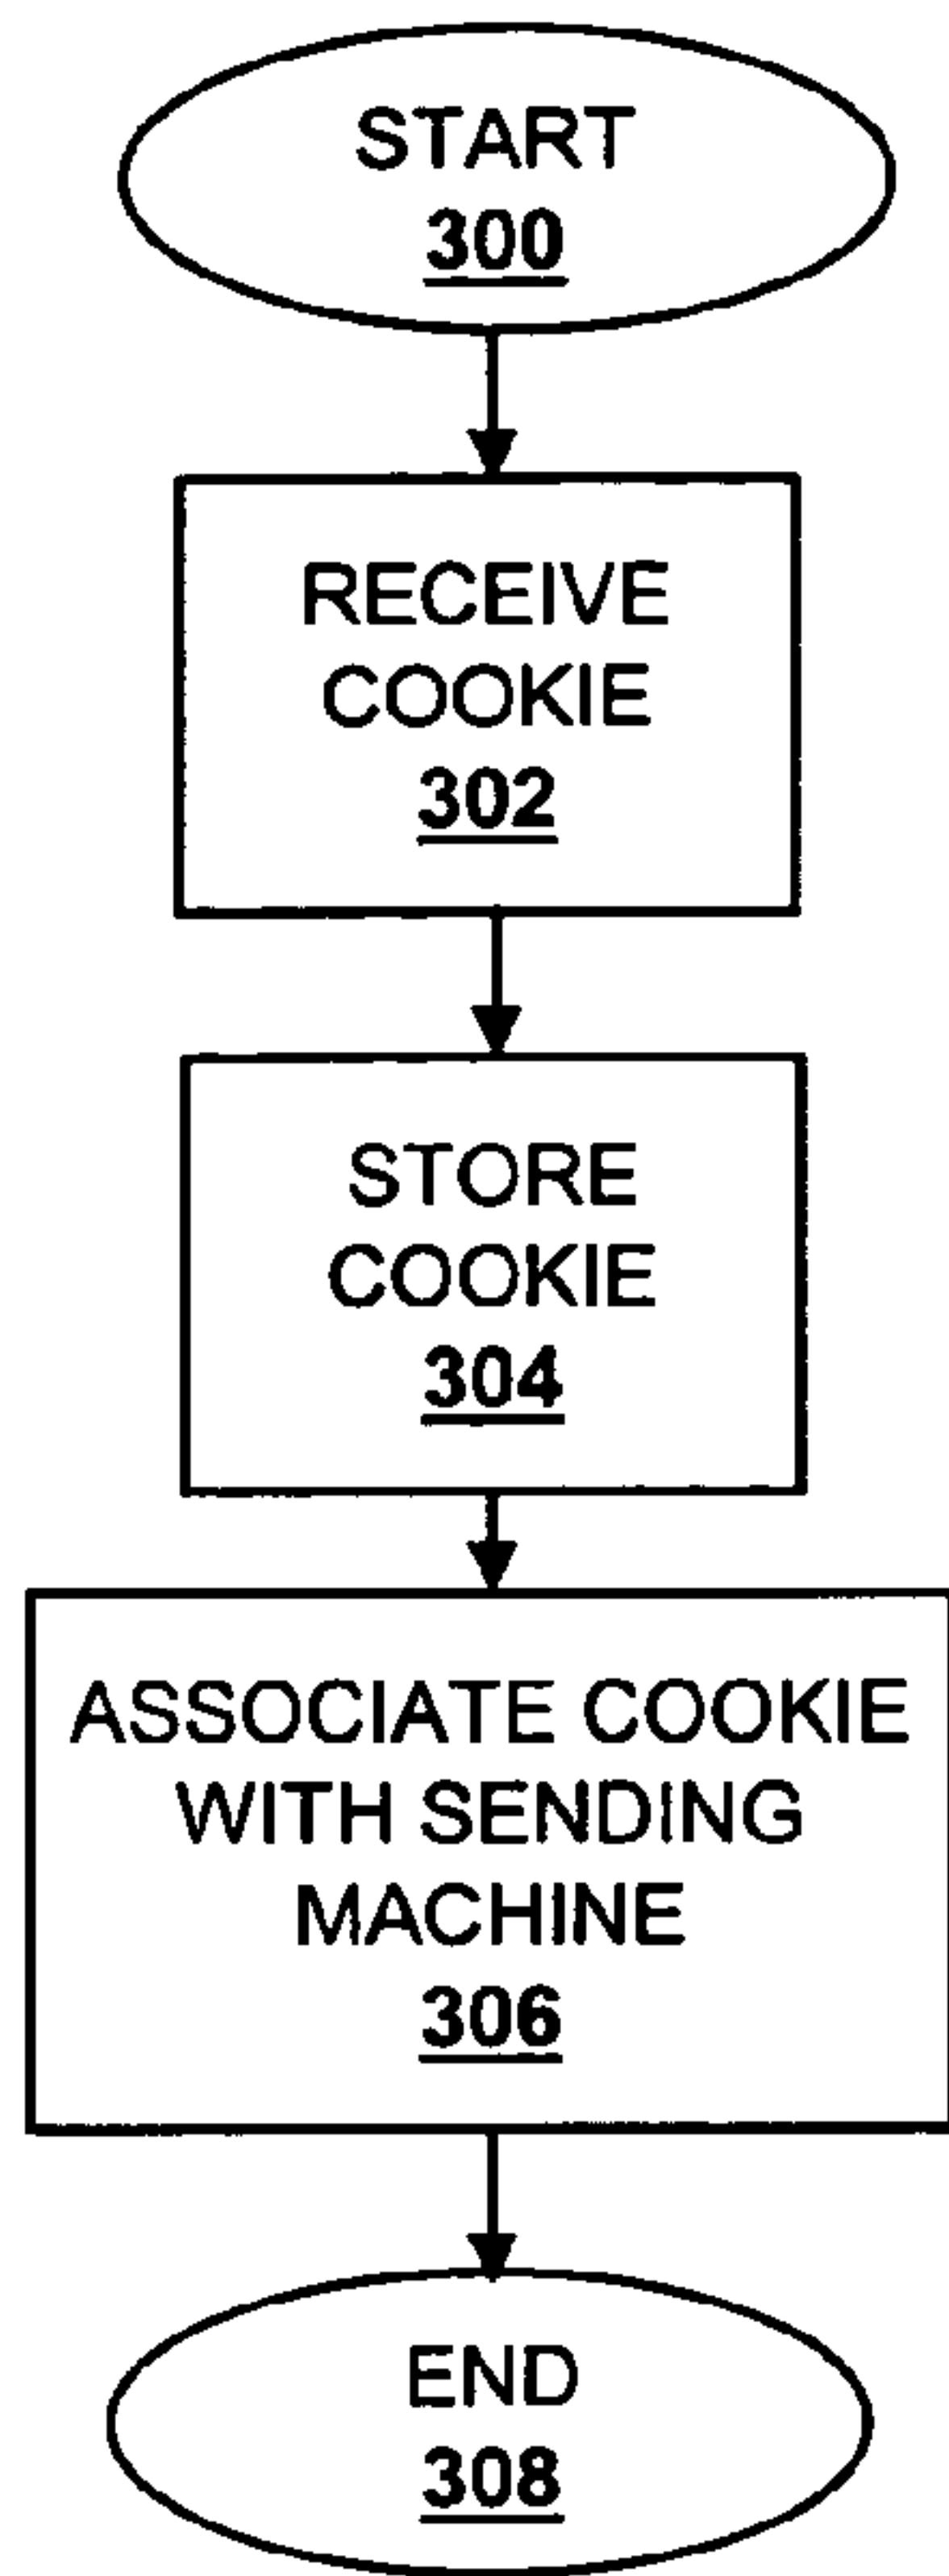 START
300
RECEIVE
COOKIE
302
STORE
COOKIE
304
ASSOCIATE COOKIE
WITH SENDING
MACHINE
306
END
308